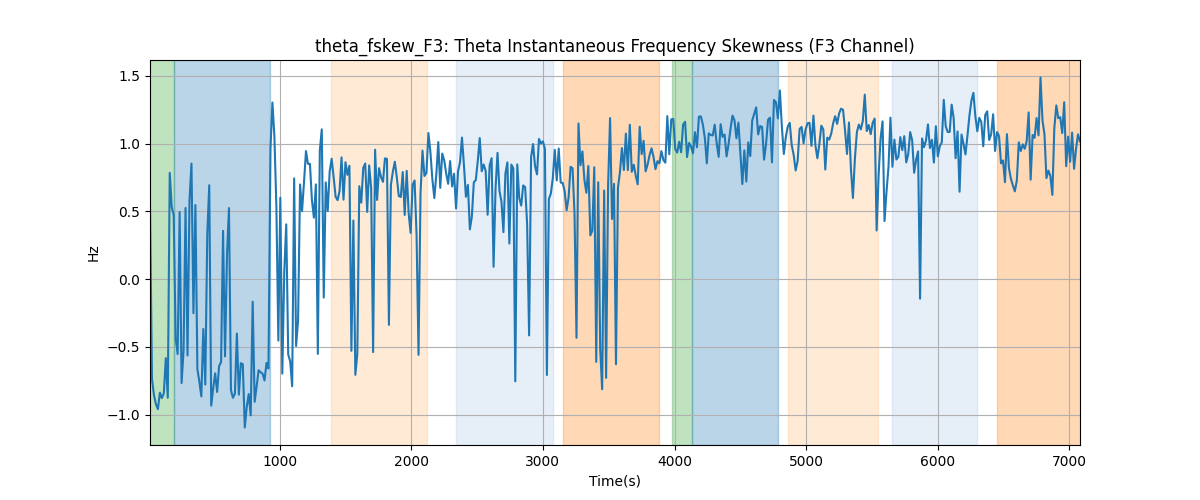 theta_fskew_F3: Theta Instantaneous Frequency Skewness (F3 Channel)
1.5
1.0
0.5
0.0
−0.5
−1.0
Hz
1000 2000 3000 4000 5000 6000 7000
Time(s)